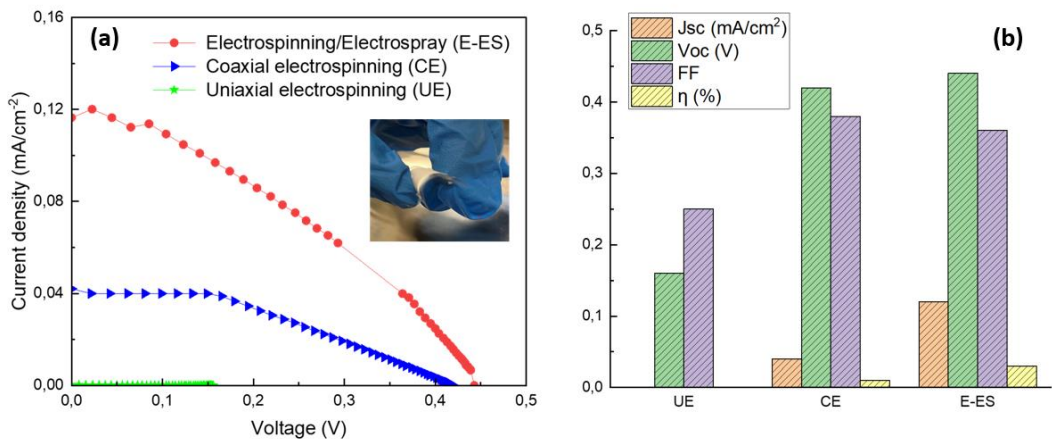 (a)
Electrospinning/Electrospray (E-ES)
Coaxial electrospinning (CE)
Uniaxial electrospinning (UE)
Current density (mA/cm⁻²)
0,16
0,12
0,08
0,04
0,00
0,0 0,1 0,2 0,3 0,4 0,5
Voltage (V)
(b)
Jsc (mA/cm²)
Voc (V)
FF
η (%)
0,5
0,4
0,3
0,2
0,1
0,0
UE CE E-ES